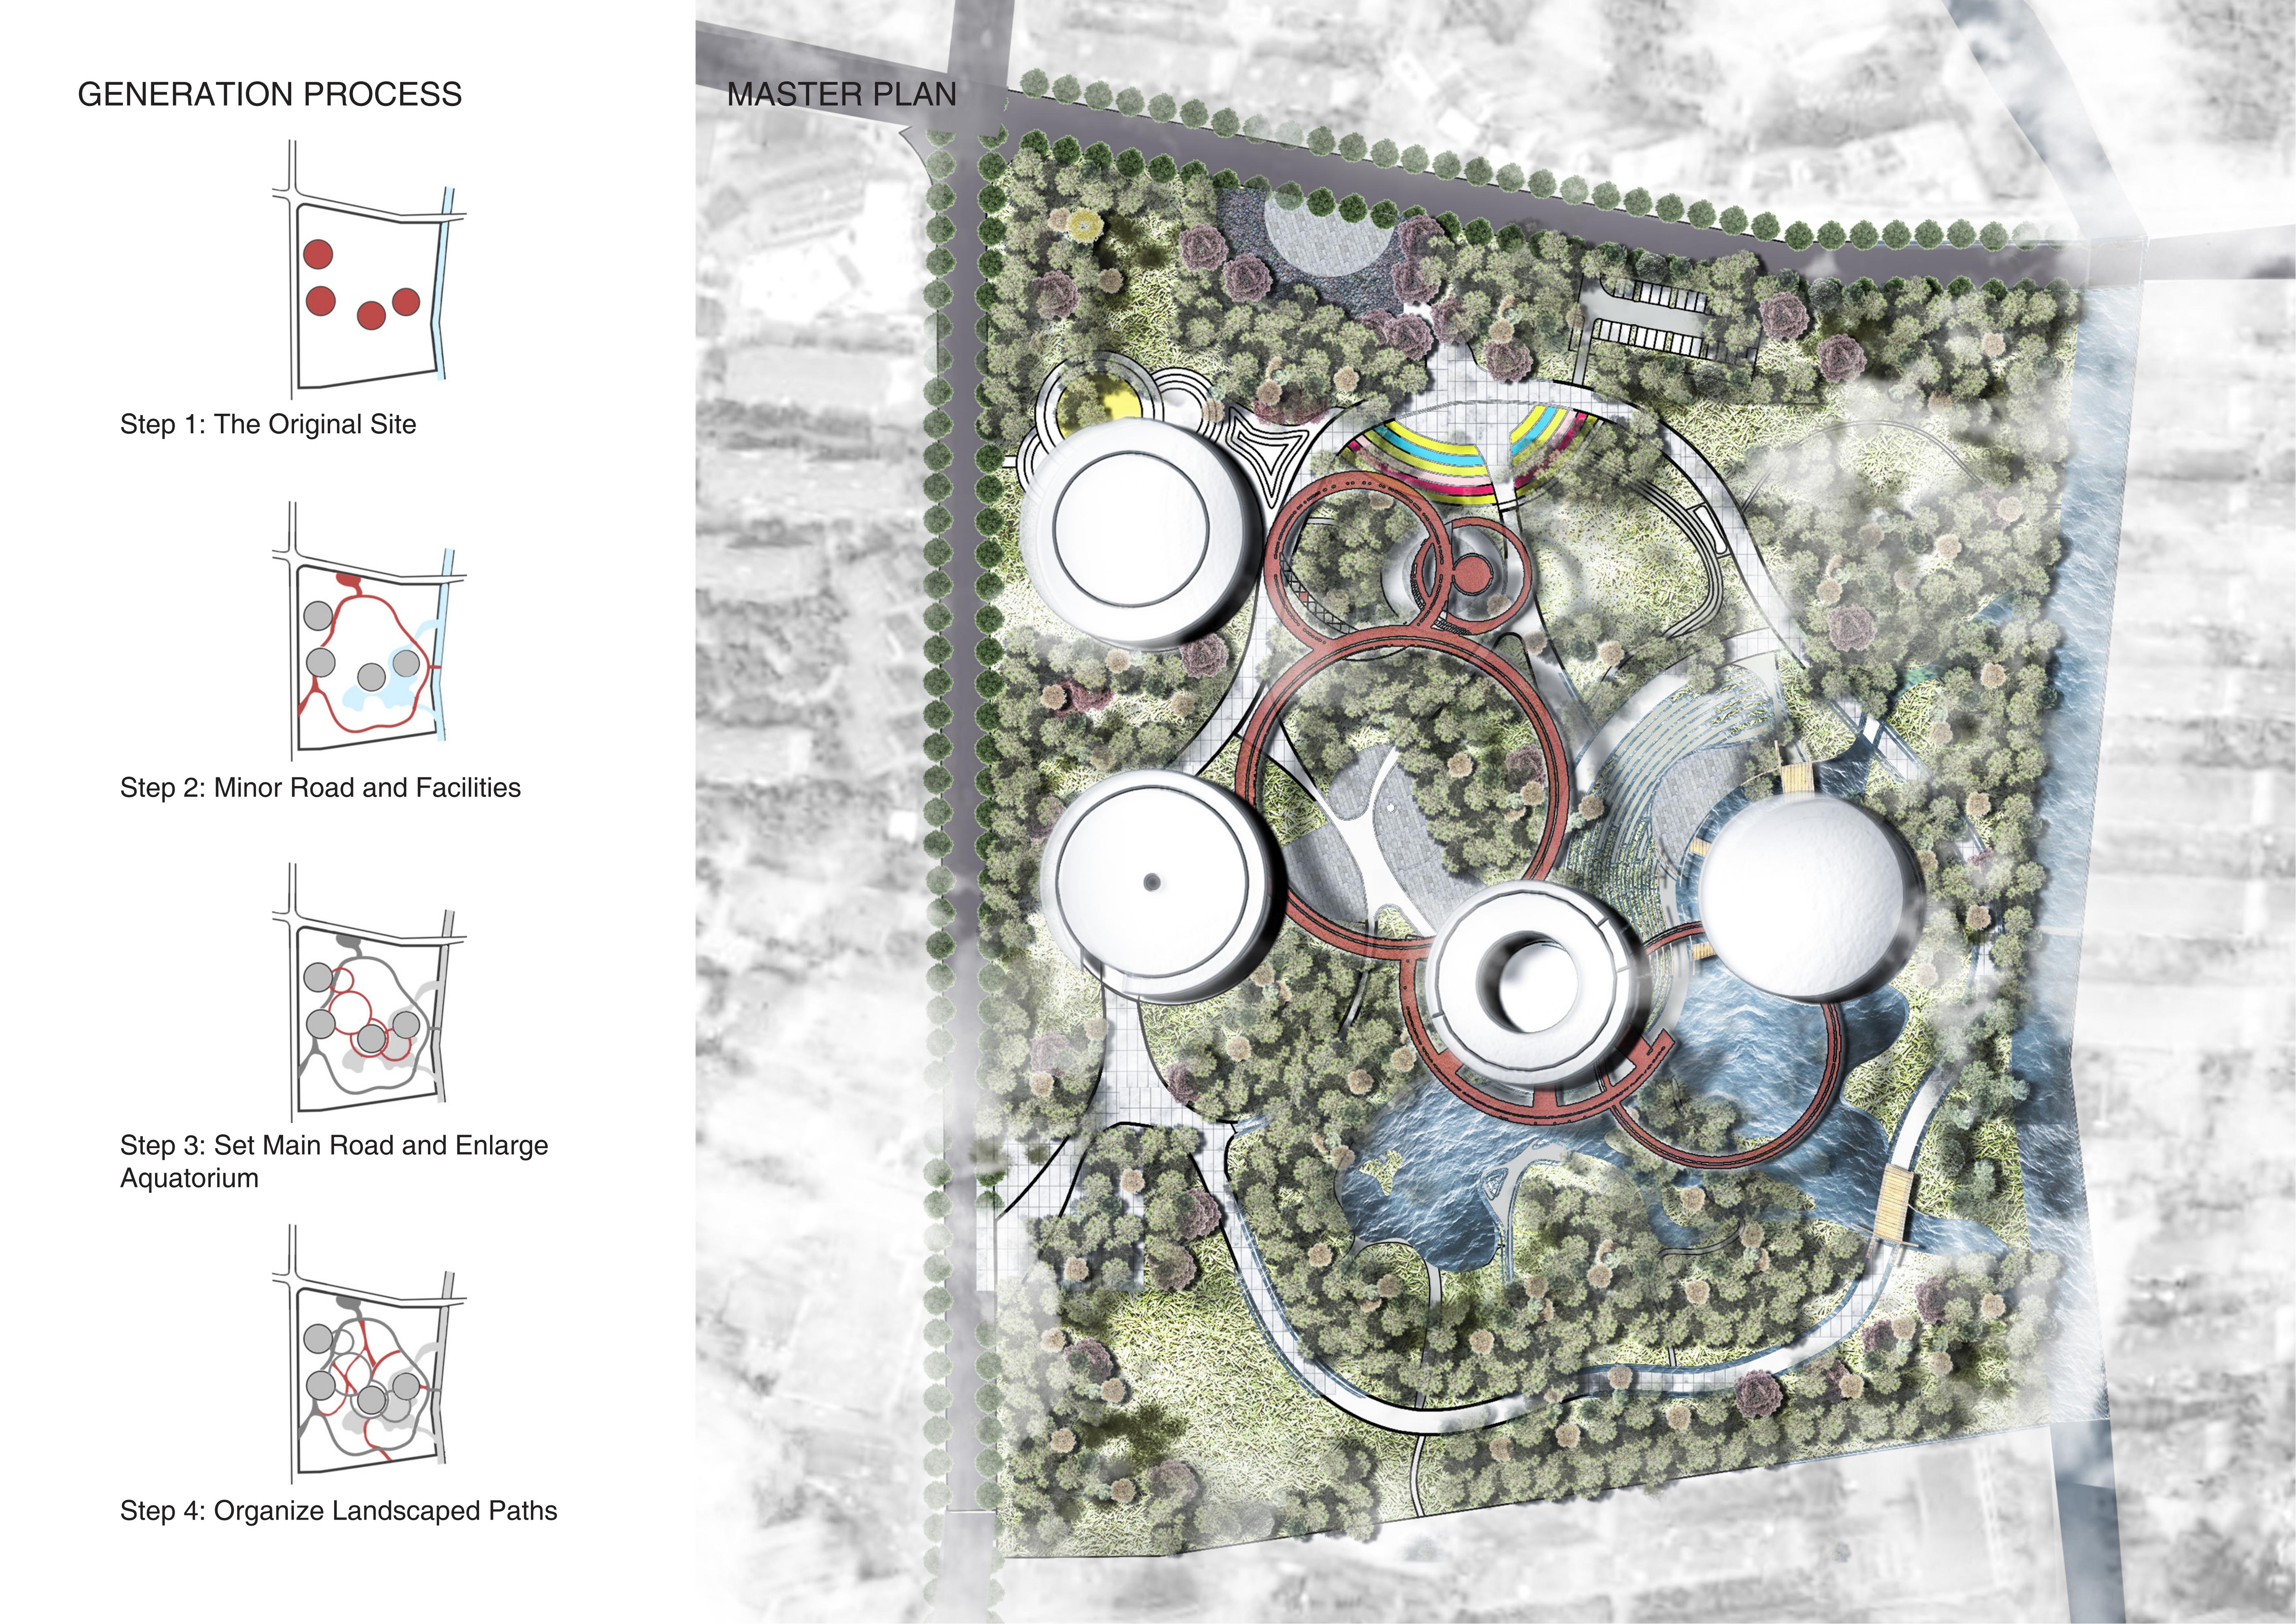 GENERATION PROCESS
MASTER PLAN
Step 1: The Original Site
Step 2: Minor Road and Facilities
Step 3: Set Main Road and Enlarge
Aquatorium
Step 4: Organize Landscaped Paths